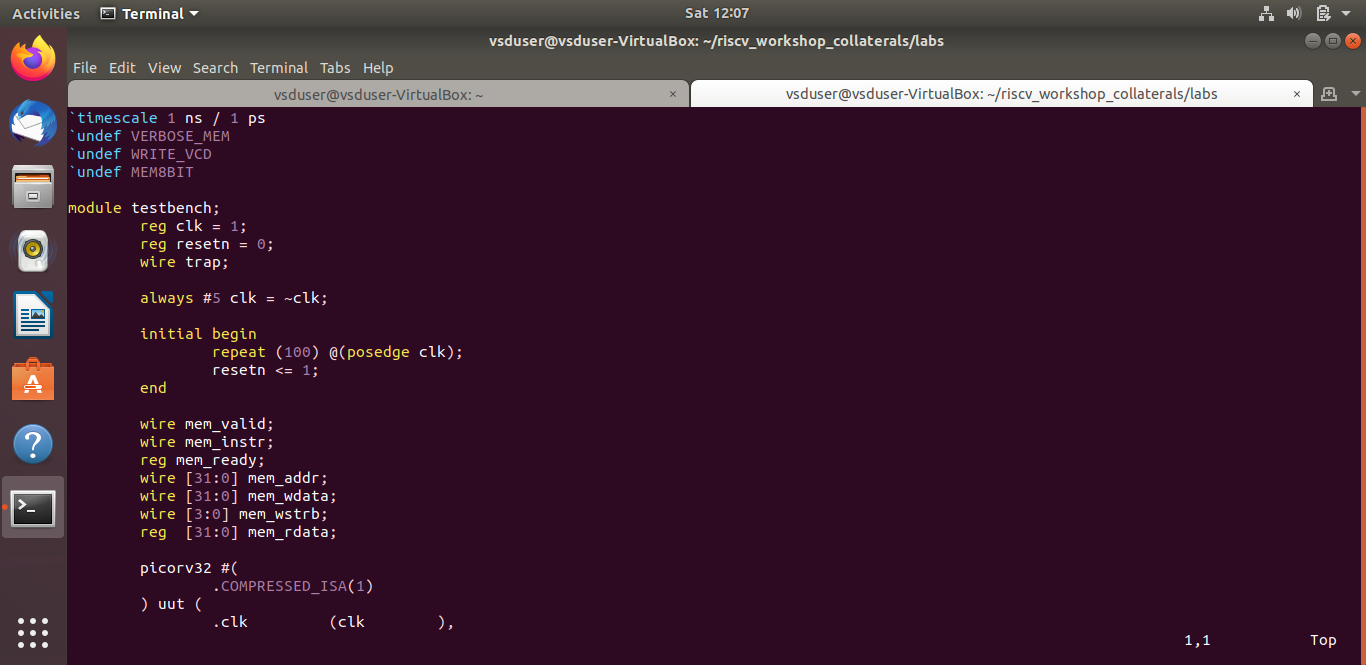 Activities Terminal Sat 12:07
vsduser@vsduser-VirtualBox: ~/riscv_workshop_collaterals/labs
File Edit View Search Terminal Tabs Help
vsduser@vsduser-VirtualBox: ~ × vsduser@vsduser-VirtualBox: ~/riscv_workshop_collaterals/labs ×
`timescale 1 ns / 1 ps
`undef VERBOSE_MEM
`undef WRITE_VCD
`undef MEM8BIT
module testbench;
reg clk = 1;
reg resetn = 0;
wire trap;
always #5 clk = ~clk;
initial begin
repeat (100) @(posedge clk);
resetn <= 1;
end
wire mem_valid;
wire mem_instr;
reg mem_ready;
wire [31:0] mem_addr;
wire [31:0] mem_wdata;
wire [3:0] mem_wstrb;
reg  [31:0] mem_rdata;
picorv32 #(
.COMPRESSED_ISA(1)
) uut (
.clk         (clk        ),
1,1 Top